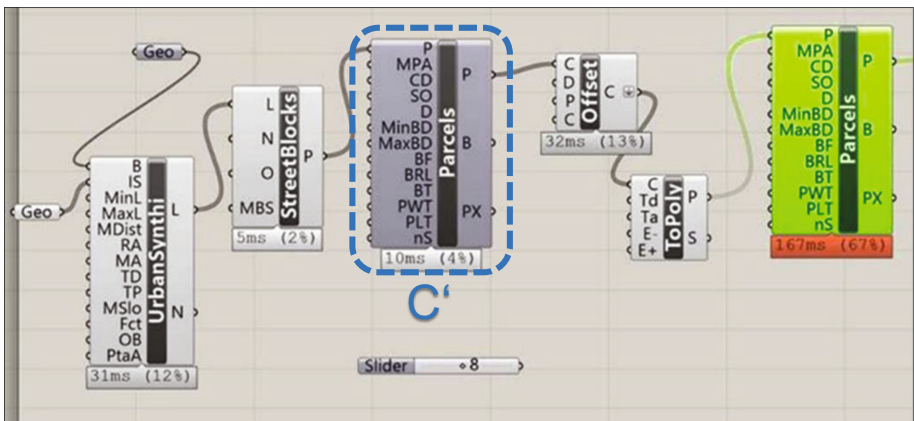 Geo
Geo
B
IS
MinL
MaxL
MDist
RA
MA
TD
TP
MSlo
Fct
OB
PtaA
UrbanSynthi
L
N
31ms (12%)
L
N
O
MBS
StreetBlocks
P
5ms (2%)
P
MPA
CD
SO
D
MinBD
MaxBD
BF
BRL
BT
PWT
PLT
nS
Parcels
P
B
PX
10ms (4%)
C'
Slider 8
C
D
P
C
Offset
C
32ms (13%)
C
Td
Ta
E-
E+
ToPoly
P
S
P
MPA
CD
SO
D
MinBD
MaxBD
BF
BRL
BT
PWT
PLT
nS
Parcels
P
B
PX
167ms (67%)